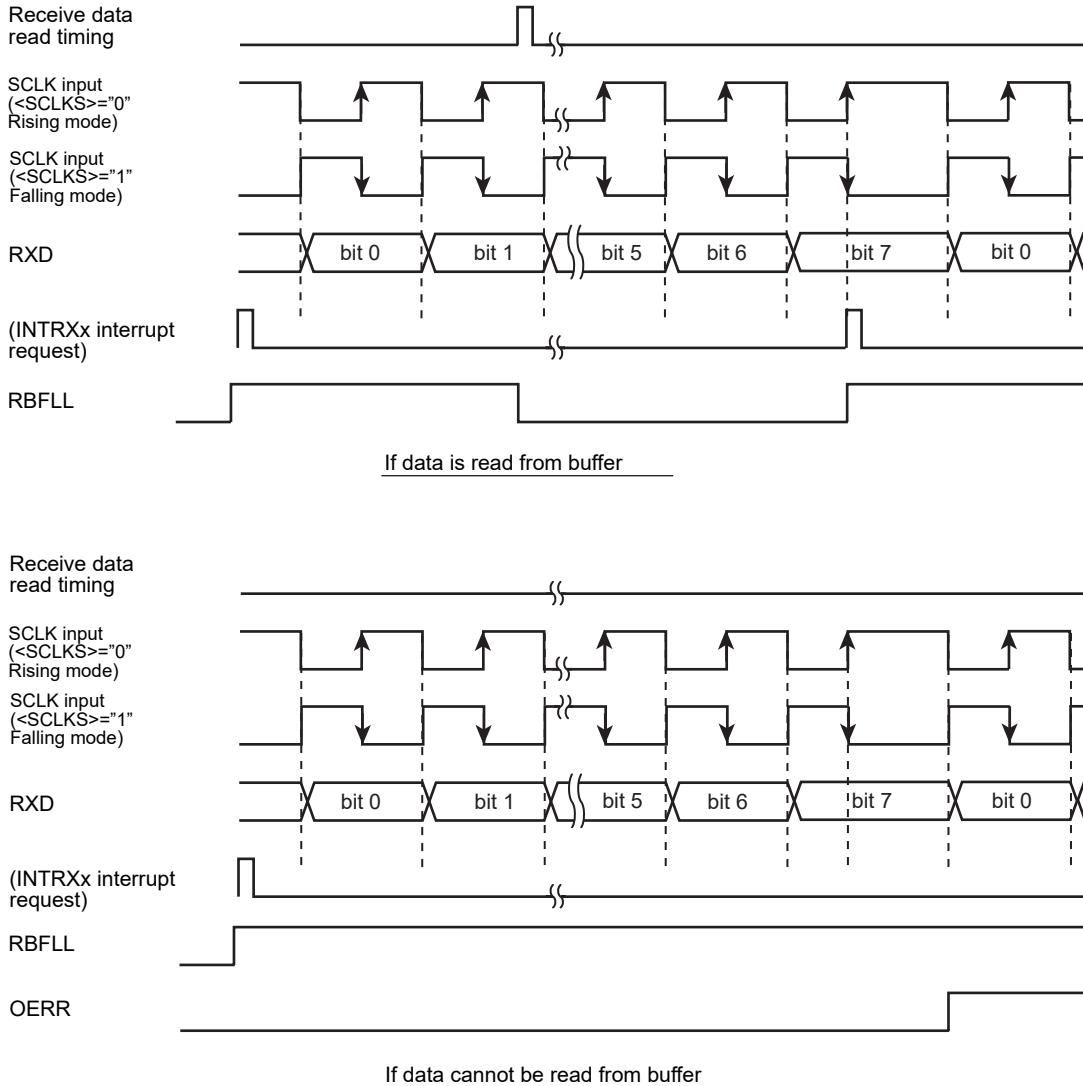 Receive data
read timing
SCLK input
(<SCLKS>="0"
Rising mode)
SCLK input
(<SCLKS>="1"
Falling mode)
RXD
bit 0
bit 1
bit 5
bit 6
bit 7
bit 0
(INTRXx interrupt
request)
RBFLL
If data is read from buffer
Receive data
read timing
SCLK input
(<SCLKS>="0"
Rising mode)
SCLK input
(<SCLKS>="1"
Falling mode)
RXD
bit 0
bit 1
bit 5
bit 6
bit 7
bit 0
(INTRXx interrupt
request)
RBFLL
OERR
If data cannot be read from buffer